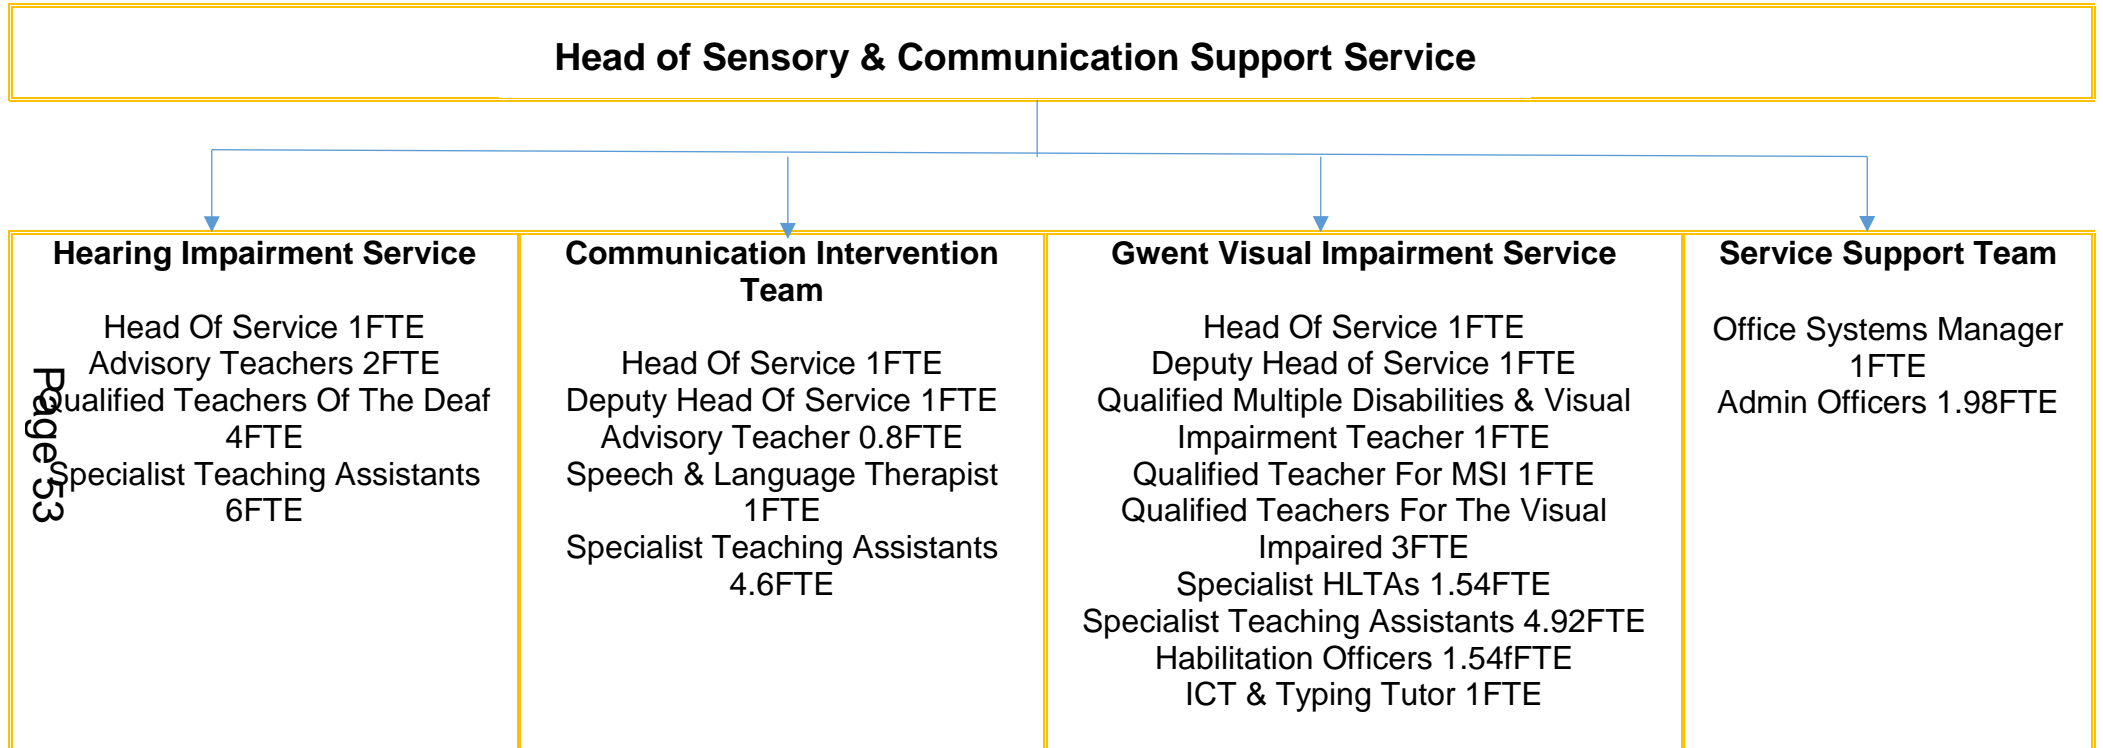 Head of Sensory & Communication Support Service
Hearing Impairment Service
Head Of Service 1FTE
Advisory Teachers 2FTE
Qualified Teachers Of The Deaf
4FTE
Specialist Teaching Assistants
6FTE
Communication Intervention
Team
Head Of Service 1FTE
Deputy Head Of Service 1FTE
Advisory Teacher 0.8FTE
Speech & Language Therapist
1FTE
Specialist Teaching Assistants
4.6FTE
Gwent Visual Impairment Service
Head Of Service 1FTE
Deputy Head of Service 1FTE
Qualified Multiple Disabilities & Visual
Impairment Teacher 1FTE
Qualified Teacher For MSI 1FTE
Qualified Teachers For The Visual
Impaired 3FTE
Specialist HLTAs 1.54FTE
Specialist Teaching Assistants 4.92FTE
Habilitation Officers 1.54fFTE
ICT & Typing Tutor 1FTE
Service Support Team
Office Systems Manager
1FTE
Admin Officers 1.98FTE
Page 53